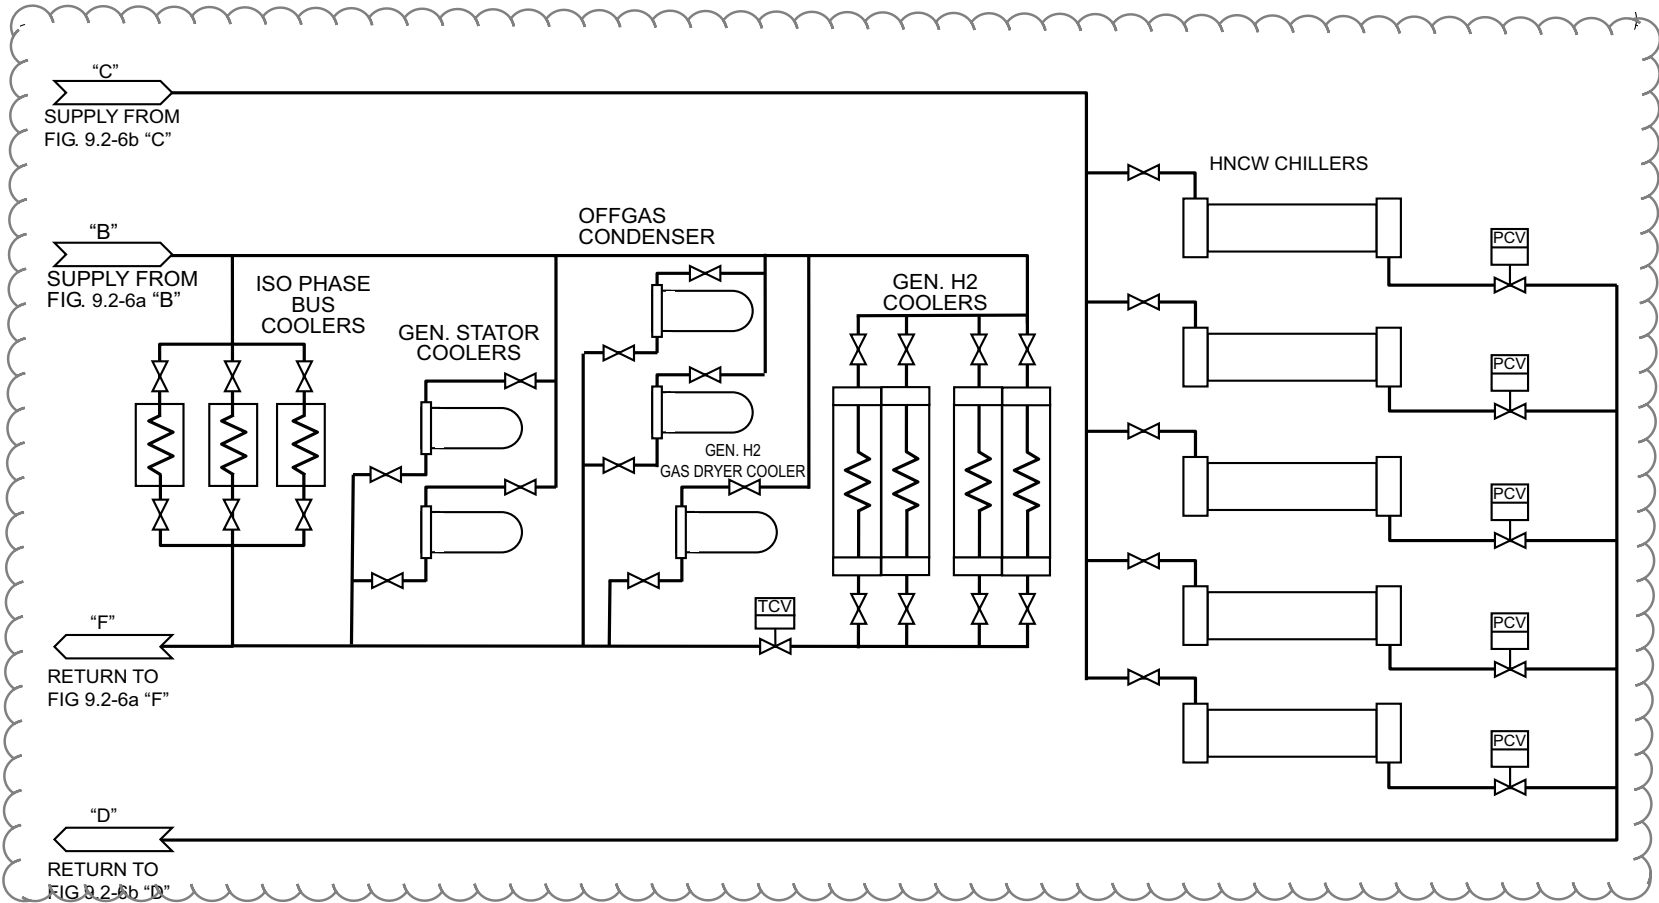 “C”
SUPPLY FROM
FIG. 9.2-6b “C”
HNCW CHILLERS
“B”
SUPPLY FROM
FIG. 9.2-6a “B”
OFFGAS
CONDENSER
ISO PHASE
BUS
COOLERS
GEN. STATOR
COOLERS
GEN. H2
COOLERS
GEN. H2
GAS DRYER COOLER
PCV
PCV
PCV
PCV
PCV
TCV
“F”
RETURN TO
FIG 9.2-6a “F”
“D”
RETURN TO
FIG 9.2-6b “D”